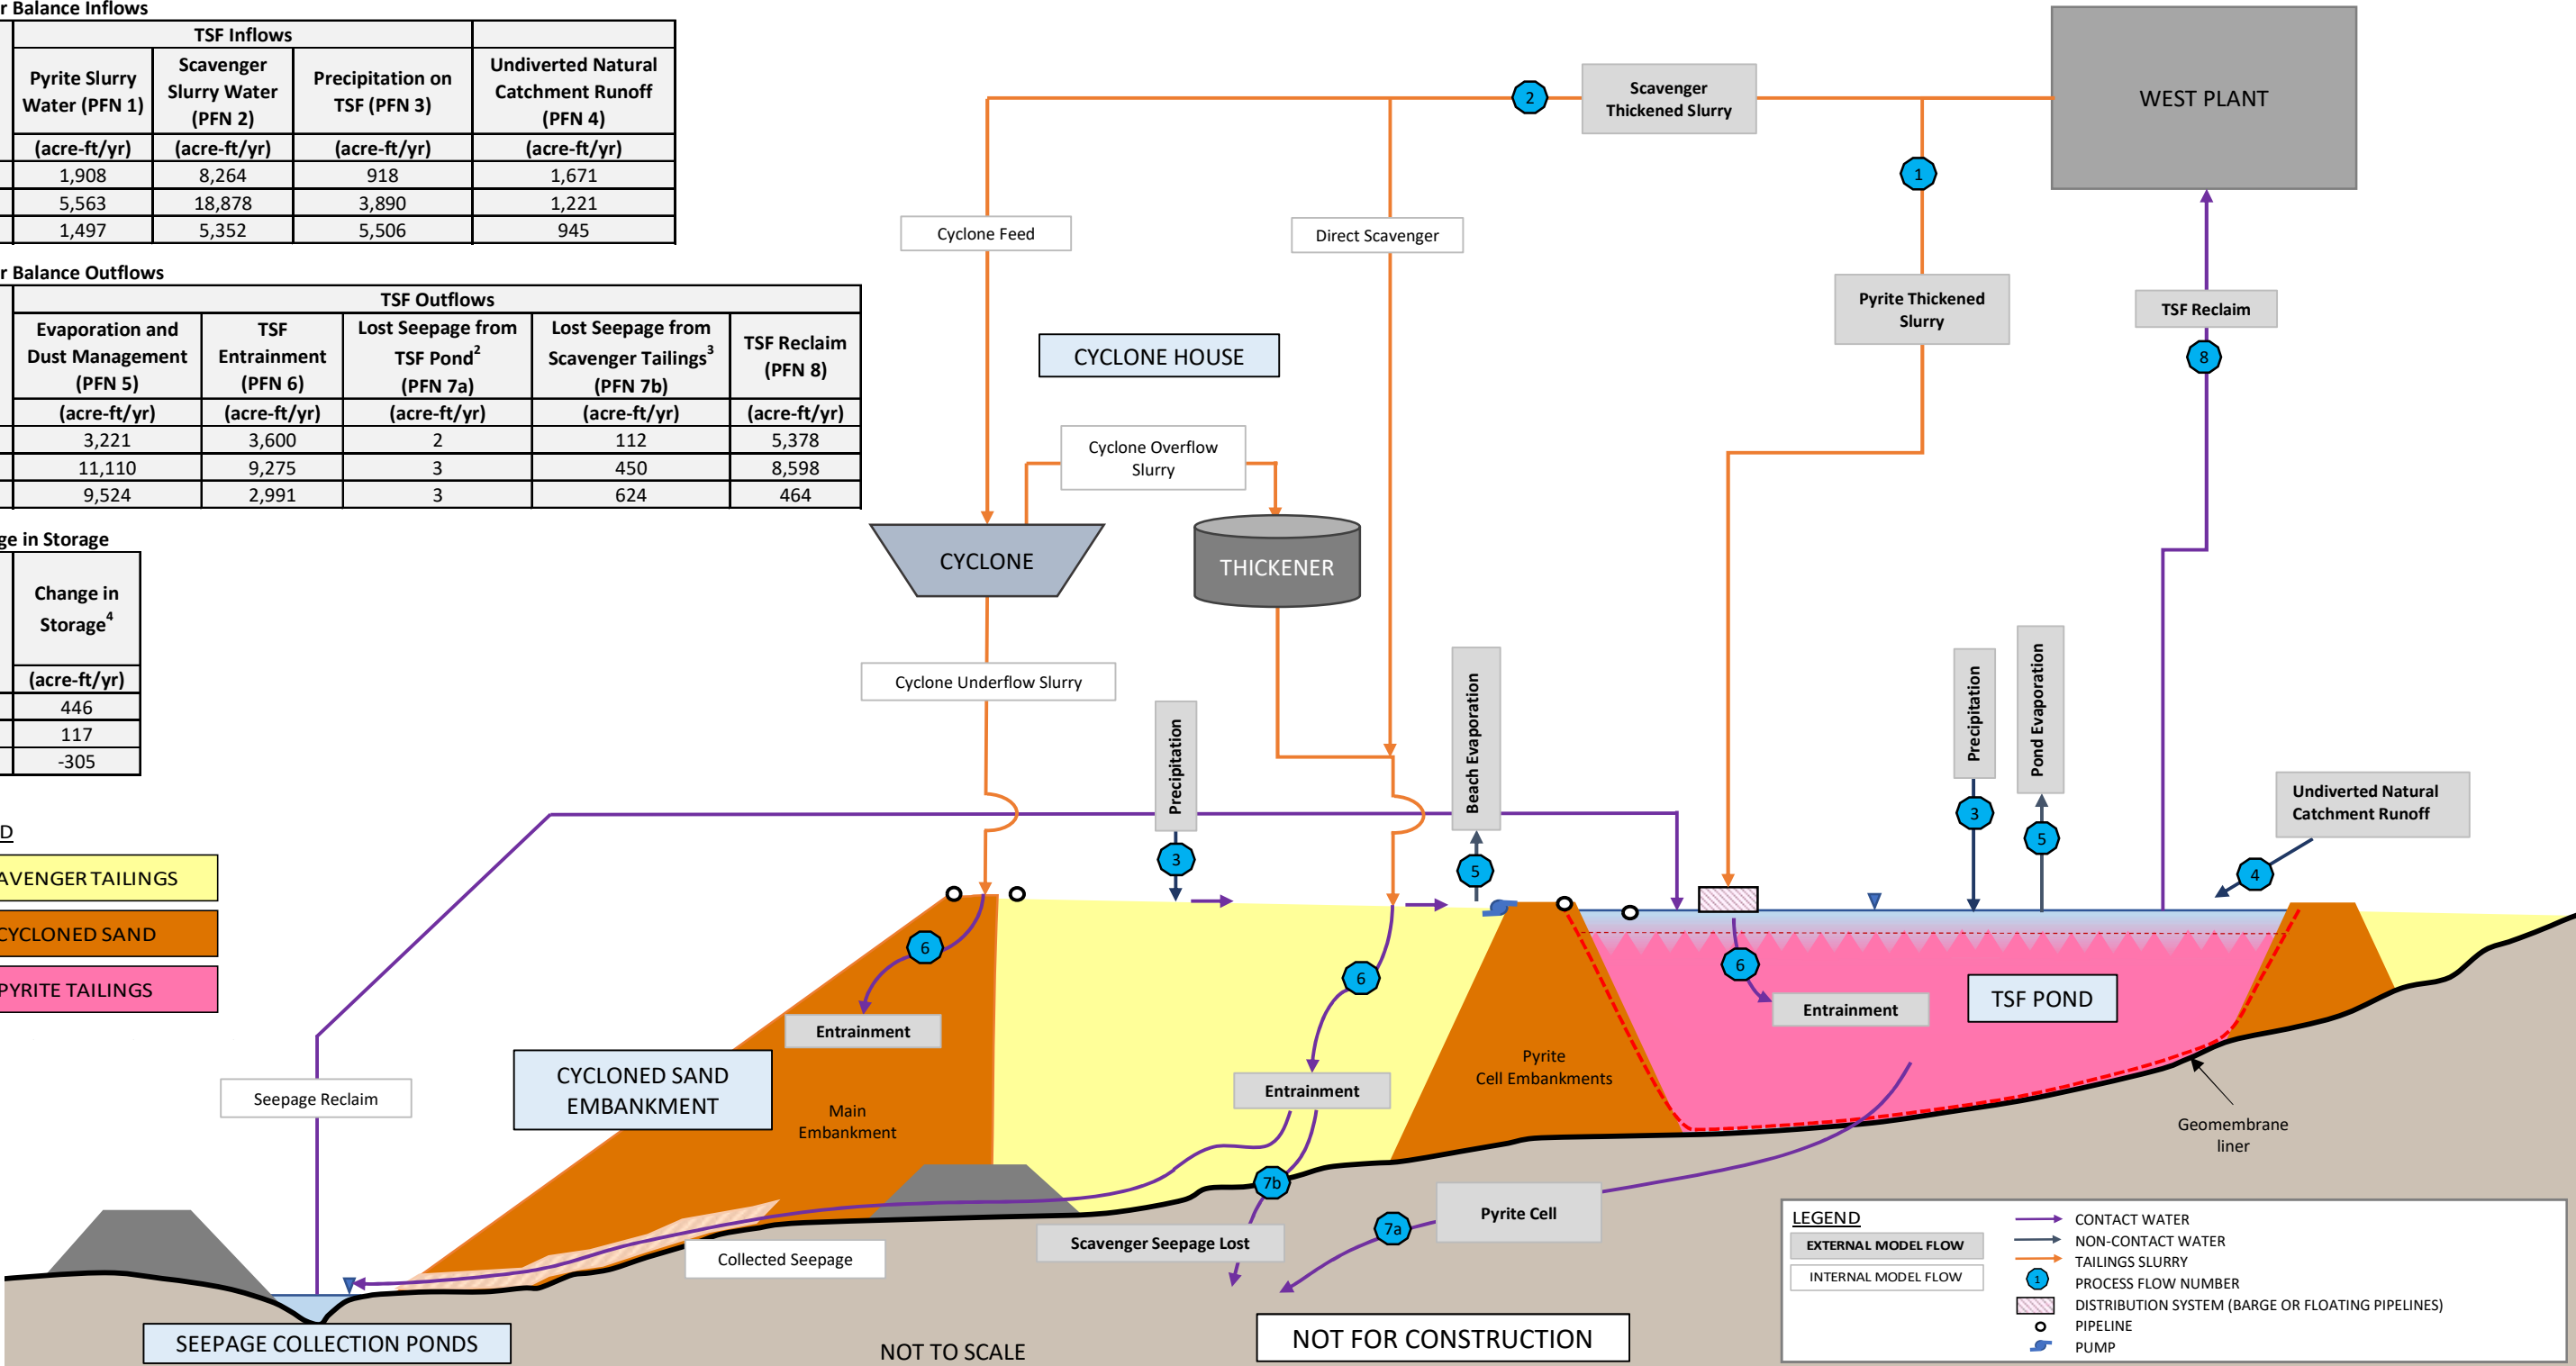 r Balance Inflows
TSF Inflows
Pyrite Slurry
Water (PFN 1)
Scavenger
Slurry Water
(PFN 2)
Precipitation on
TSF (PFN 3)
Undiverted Natural
Catchment Runoff
(PFN 4)
(acre-ft/yr) (acre-ft/yr) (acre-ft/yr) (acre-ft/yr)
1,908 8,264 918 1,671
5,563 18,878 3,890 1,221
1,497 5,352 5,506 945
r Balance Outflows
TSF Outflows
Evaporation and
Dust Management
(PFN 5)
TSF
Entrainment
(PFN 6)
Lost Seepage from
TSF Pond2
(PFN 7a)
Lost Seepage from
Scavenger Tailings3
(PFN 7b)
TSF Reclaim
(PFN 8)
(acre-ft/yr) (acre-ft/yr) (acre-ft/yr) (acre-ft/yr) (acre-ft/yr)
3,221 3,600 2 112 5,378
11,110 9,275 3 450 8,598
9,524 2,991 3 624 464
ge in Storage
Change in
Storage4
(acre-ft/yr)
446
117
-305
D
AVENGER TAILINGS
CYCLONED SAND
PYRITE TAILINGS
2
Scavenger
Thickened Slurry
WEST PLANT
1
Cyclone Feed
Direct Scavenger
Pyrite Thickened
Slurry
TSF Reclaim
8
CYCLONE HOUSE
Cyclone Overflow
Slurry
CYCLONE
THICKENER
Cyclone Underflow Slurry
Precipitation
3
Beach Evaporation
5
Precipitation
3
Pond Evaporation
5
Undiverted Natural
Catchment Runoff
4
6
Entrainment
6
Entrainment
6
Entrainment
TSF POND
CYCLONED SAND
EMBANKMENT
Main
Embankment
Pyrite
Cell Embankments
Seepage Reclaim
Geomembrane
liner
7b
Pyrite Cell
7a
Scavenger Seepage Lost
Collected Seepage
SEEPAGE COLLECTION PONDS
NOT TO SCALE
NOT FOR CONSTRUCTION
LEGEND
EXTERNAL MODEL FLOW
INTERNAL MODEL FLOW
CONTACT WATER
NON-CONTACT WATER
TAILINGS SLURRY
1 PROCESS FLOW NUMBER
DISTRIBUTION SYSTEM (BARGE OR FLOATING PIPELINES)
PIPELINE
PUMP